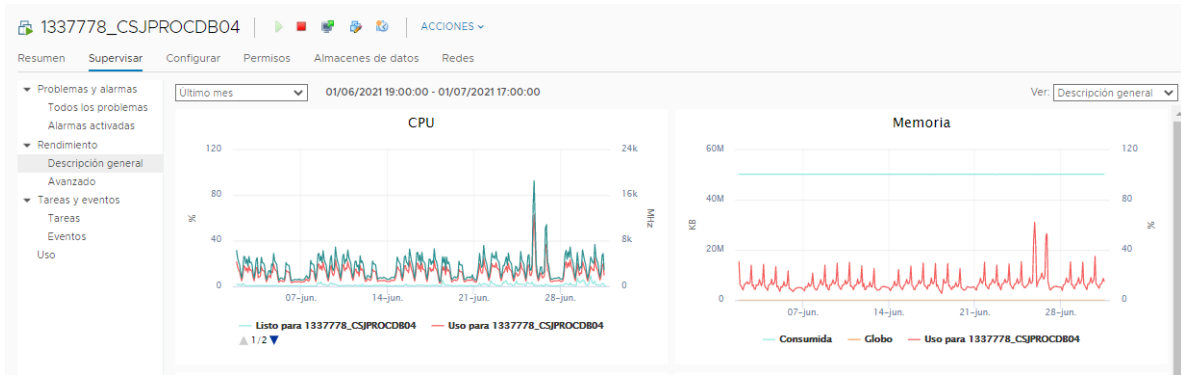 1337778_CSJPROCDB04 ACCIONES
Resumen Supervisar Configurar Permisos Almacenes de datos Redes
Problemas y alarmas
Todos los problemas
Alarmas activadas
Rendimiento
Descripción general
Avanzado
Tareas y eventos
Tareas
Eventos
Uso
Último mes 01/06/2021 19:00:00 - 01/07/2021 17:00:00 Ver: Descripción general
CPU
120 24k
80 16k
% MHz
40 8k
0 0
07-jun. 14-jun. 21-jun. 28-jun.
Listo para 1337778_CSJPROCDB04 Uso para 1337778_CSJPROCDB04
1/2
Memoria
60M 120
40M 80
KB %
20M 40
0 0
07-jun. 14-jun. 21-jun. 28-jun.
Consumida Globo Uso para 1337778_CSJPROCDB04